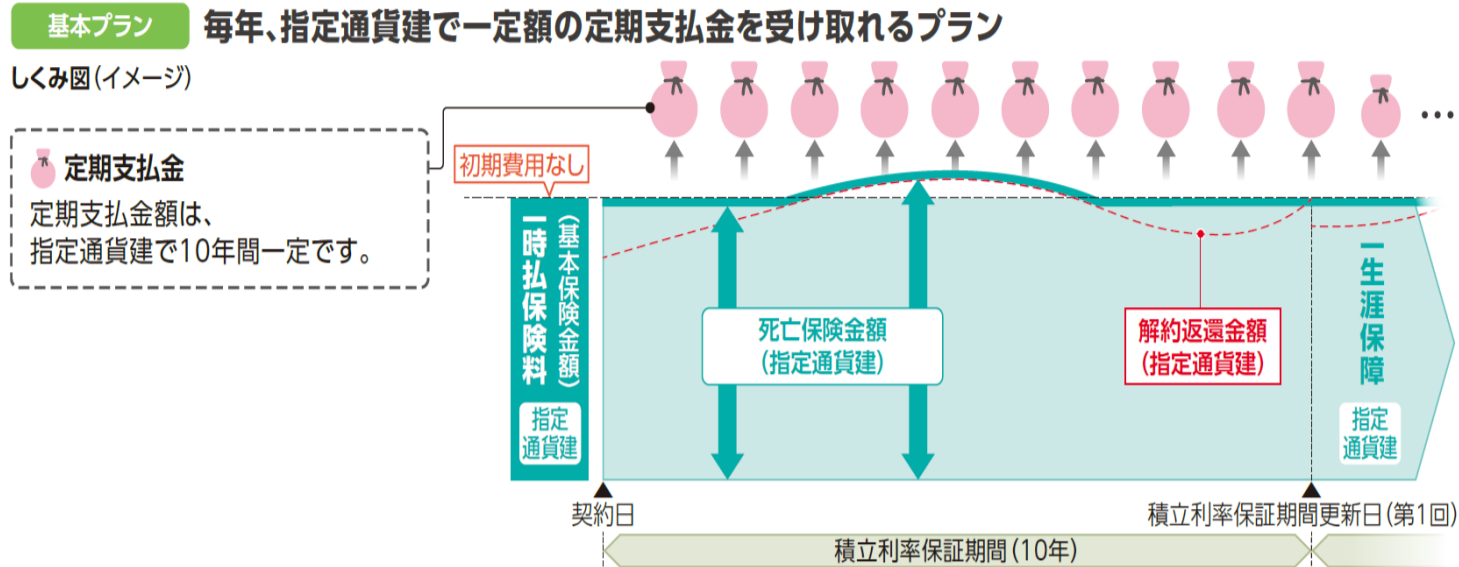 基本プラン 毎年、指定通貨建で一定額の定期支払金を受け取れるプラン
しくみ図(イメージ)
定期支払金
定期支払金額は、
指定通貨建で10年間一定です。
初期費用なし
…
一時払保険料
(基本保険金額)
指定
通貨建
死亡保険金額
(指定通貨建)
解約返還金額
(指定通貨建)
一生涯保障
指定
通貨建
契約日
積立利率保証期間更新日(第1回)
積立利率保証期間(10年)